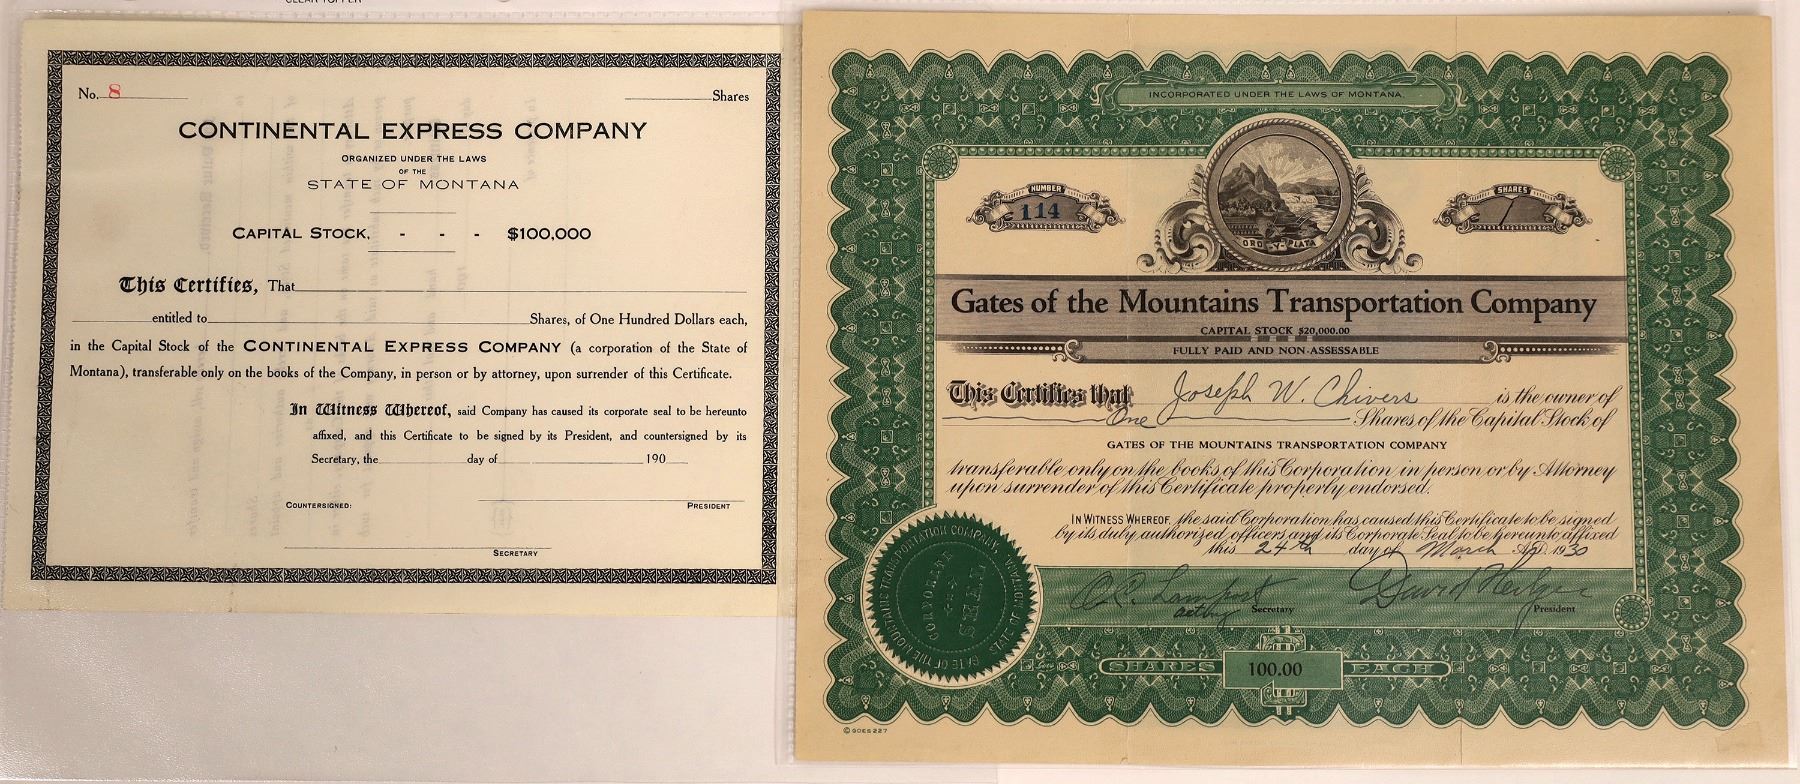 CLEAR TOPPER
No. 8
Shares
CONTINENTAL EXPRESS COMPANY
ORGANIZED UNDER THE LAWS
OF THE
STATE OF MONTANA
CAPITAL STOCK, - - - $100,000
This Certifies, That
entitled to Shares, of One Hundred Dollars each,
in the Capital Stock of the CONTINENTAL EXPRESS COMPANY (a corporation of the State of
Montana), transferable only on the books of the Company, in person or by attorney, upon surrender of this Certificate.
In Witness Whereof, said Company has caused its corporate seal to be hereunto
affixed, and this Certificate to be signed by its President, and countersigned by its
Secretary, the day of 190
COUNTERSIGNED:
PRESIDENT
SECRETARY
INCORPORATED UNDER THE LAWS OF MONTANA.
NUMBER
114
SHARES
1
ORO-Y-PLATA
Gates of the Mountains Transportation Company
CAPITAL STOCK $20,000.00
FULLY PAID AND NON-ASSESSABLE
This Certifies that Joseph W. Chivers is the owner of
One Shares of the Capital Stock of
GATES OF THE MOUNTAINS TRANSPORTATION COMPANY
transferable only on the books of this Corporation in person or by Attorney
upon surrender of this Certificate properly endorsed.
IN WITNESS WHEREOF, the said Corporation has caused this Certificate to be signed
by its duly authorized officers and its Corporate Seal to be hereunto affixed
this 24th day of March A.D. 1930
acting Secretary
David President
CORPORATE
SEAL
SHARES 100.00 EACH
© GOES 227